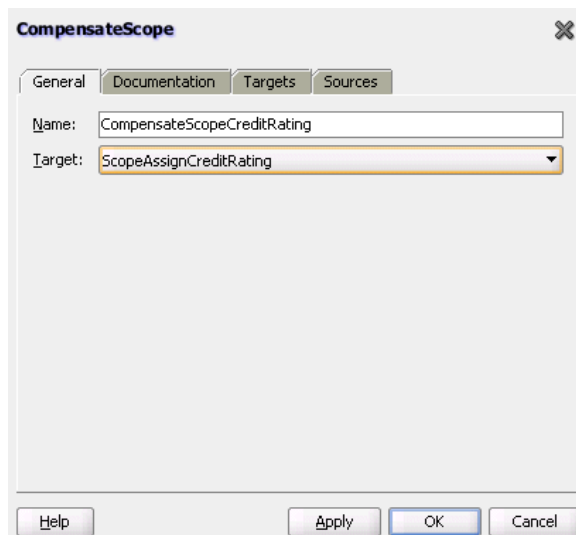 CompensateScope
General Documentation Targets Sources
Name: CompensateScopeCreditRating
Target: ScopeAssignCreditRating
Help Apply OK Cancel